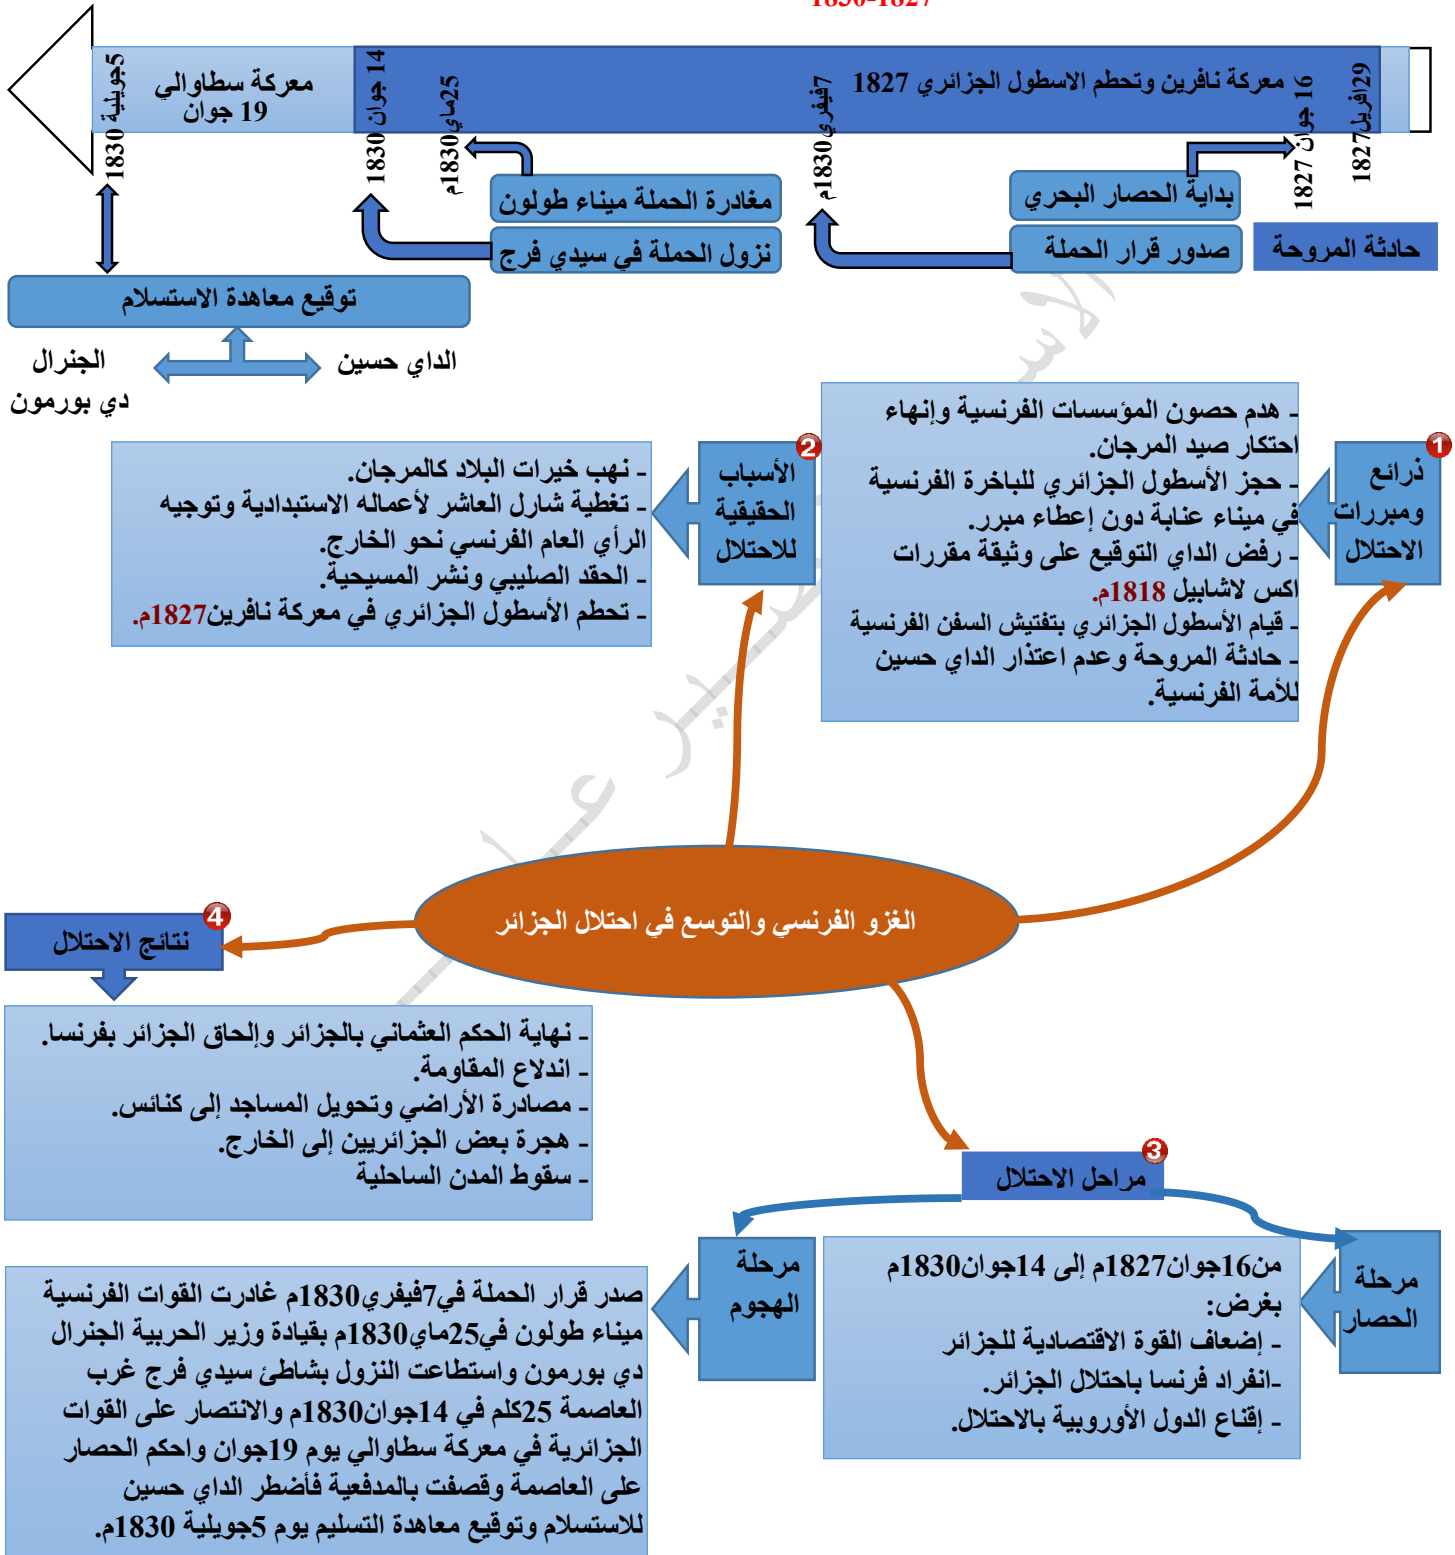 1830-1827
29افريل1827
16 جوان 1827
معركة نافرين وتحطم الاسطول الجزائري 1827
7فيفري1830م
25ماي1830م
14 جوان 1830
معركة سطاوالي
19 جوان
5جويلية 1830
حادثة المروحة
بداية الحصار البحري
صدور قرار الحملة
مغادرة الحملة ميناء طولون
نزول الحملة في سيدي فرج
توقيع معاهدة الاستسلام
الداي حسين
الجنرال
دي بورمون
1
ذرائع
ومبررات
الاحتلال
- هدم حصون المؤسسات الفرنسية وإنهاء
احتكار صيد المرجان.
- حجز الأسطول الجزائري للباخرة الفرنسية
في ميناء عنابة دون إعطاء مبرر.
- رفض الداي التوقيع على وثيقة مقررات
اكس لاشابيل 1818م.
- قيام الأسطول الجزائري بتفتيش السفن الفرنسية
- حادثة المروحة وعدم اعتذار الداي حسين
للأمة الفرنسية.
2
الأسباب
الحقيقية
للاحتلال
- نهب خيرات البلاد كالمرجان.
- تغطية شارل العاشر لأعماله الاستبدادية وتوجيه
الرأي العام الفرنسي نحو الخارج.
- الحقد الصليبي ونشر المسيحية.
- تحطم الأسطول الجزائري في معركة نافرين1827م.
الغزو الفرنسي والتوسع في احتلال الجزائر
3
مراحل الاحتلال
مرحلة
الحصار
من16جوان1827م إلى 14جوان1830م
بغرض:
- إضعاف القوة الاقتصادية للجزائر
-انفراد فرنسا باحتلال الجزائر.
- إقناع الدول الأوروبية بالاحتلال.
مرحلة
الهجوم
صدر قرار الحملة في7فيفري1830م غادرت القوات الفرنسية
ميناء طولون في25ماي1830م بقيادة وزير الحربية الجنرال
دي بورمون واستطاعت النزول بشاطئ سيدي فرج غرب
العاصمة 25كلم في 14جوان1830م والانتصار على القوات
الجزائرية في معركة سطاوالي يوم 19جوان واحكم الحصار
على العاصمة وقصفت بالمدفعية فأضطر الداي حسين
للاستسلام وتوقيع معاهدة التسليم يوم 5جويلية 1830م.
4
نتائج الاحتلال
- نهاية الحكم العثماني بالجزائر وإلحاق الجزائر بفرنسا.
- اندلاع المقاومة.
- مصادرة الأراضي وتحويل المساجد إلى كنائس.
- هجرة بعض الجزائريين إلى الخارج.
- سقوط المدن الساحلية